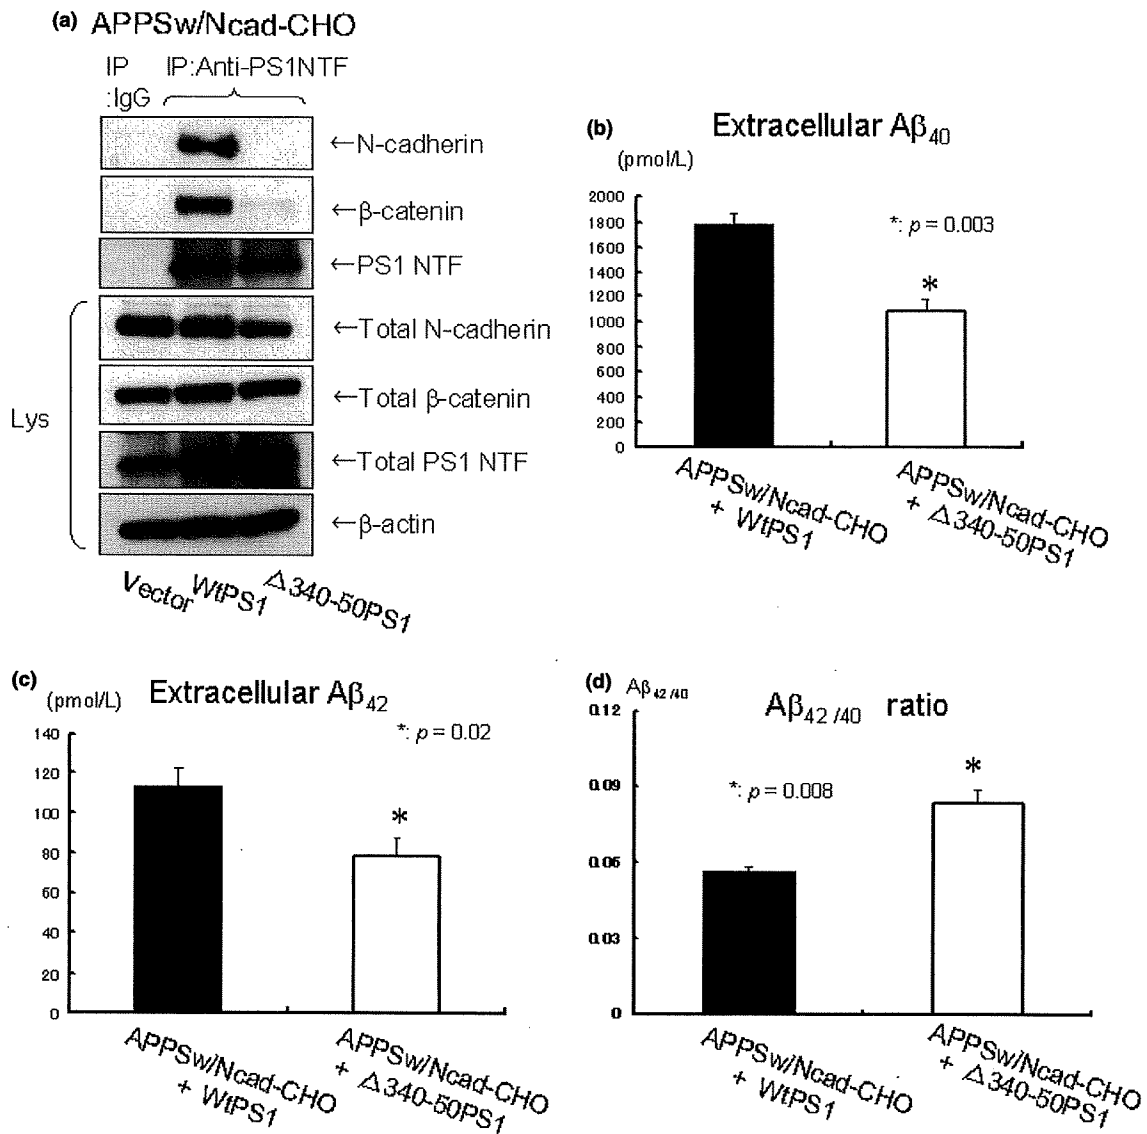 (a) APPSw/Ncad-CHO
IP IP:Anti-PS1NTF
:IgG
←N-cadherin
←β-catenin
←PS1 NTF
Lys
←Total N-cadherin
←Total β-catenin
←Total PS1 NTF
←β-actin
Vector WtPS1 △340-50PS1
(b) Extracellular Aβ40
(pmol/L)
2000
1800
1600
1400
1200
1000
800
600
400
200
0
*: p = 0.003
*
APPSw/Ncad-CHO
+ WtPS1
APPSw/Ncad-CHO
+ △340-50PS1
(c) Extracellular Aβ42
(pmol/L)
*: p = 0.02
140
120
100
80
60
40
20
0
*
APPSw/Ncad-CHO
+ WtPS1
APPSw/Ncad-CHO
+ △340-50PS1
(d) Aβ42/40
Aβ42/40 ratio
0.12
0.09
0.06
0.03
0
*: p = 0.008
*
APPSw/Ncad-CHO
+ WtPS1
APPSw/Ncad-CHO
+ △340-50PS1